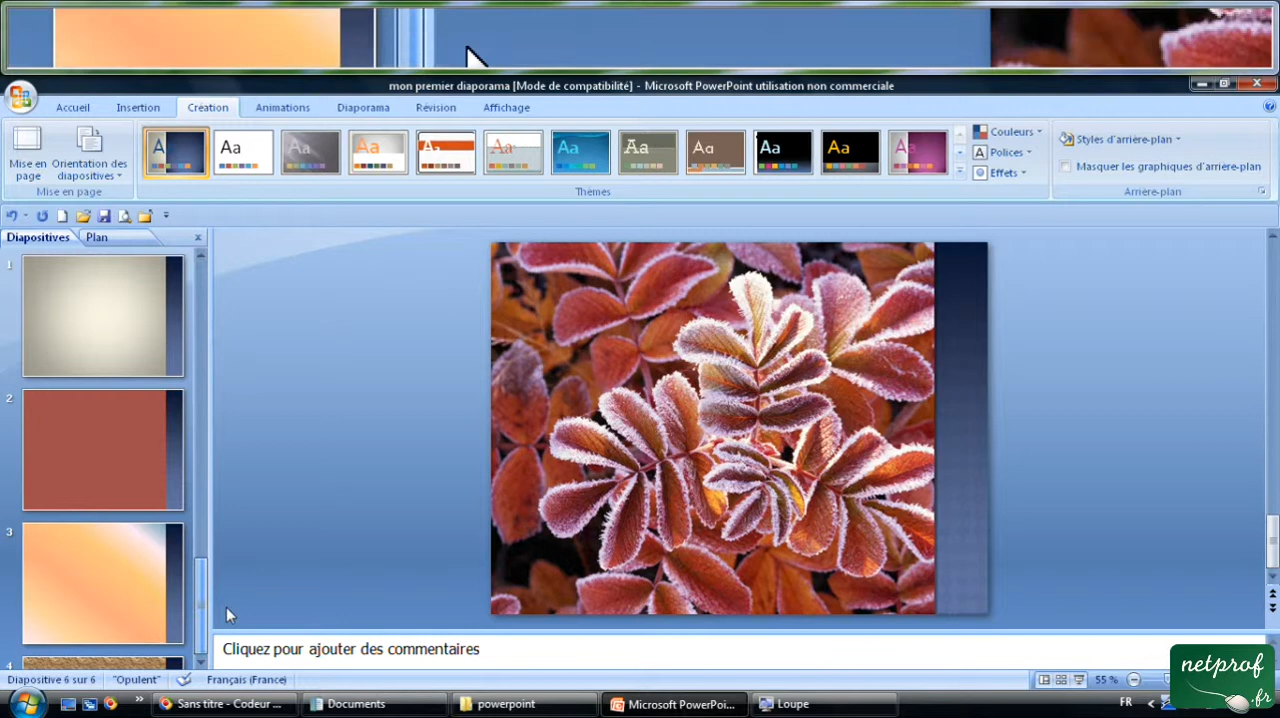 mon premier diaporama [Mode de compatibilité] - Microsoft PowerPoint utilisation non commerciale
Accueil Insertion Création Animations Diaporama Révision Affichage
Mise en page
Orientation des diapositives
Aa Aa Aa Aa Aa Aa Aa Aa Aa Aa Aa
Couleurs
Polices
Effets
Styles d'arrière-plan
Masquer les graphiques d'arrière-plan
Mise en page Thèmes Arrière-plan
Diapositives Plan
1
2
3
4
Cliquez pour ajouter des commentaires
Diapositive 6 sur 6 "Opulent" Français (France) 55 %
Sans titre - Codeur ... Documents powerpoint Microsoft PowerPoi... Loupe FR
netprof
.fr